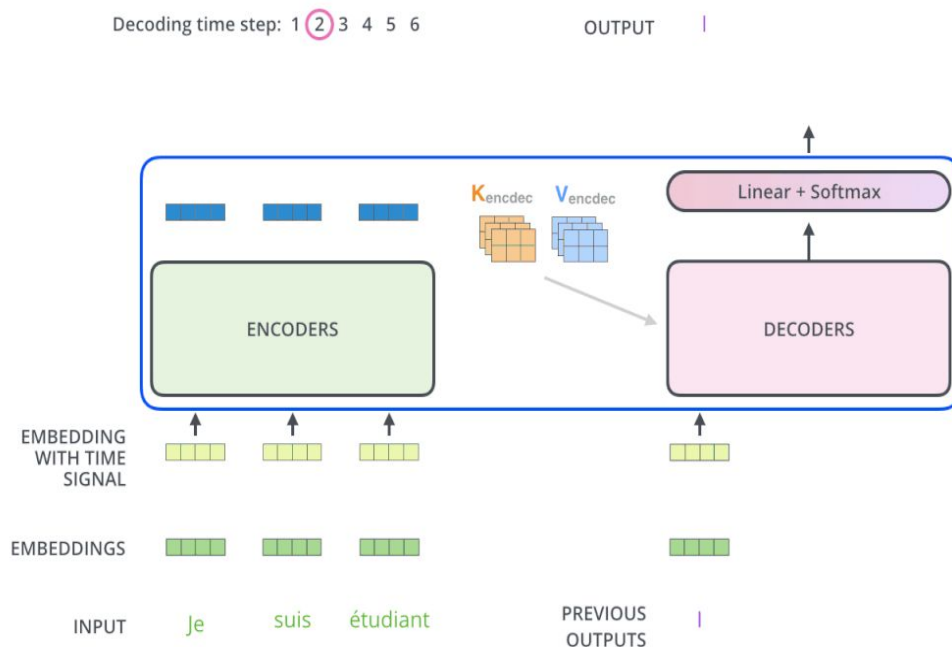 Decoding time step: 1 2 3 4 5 6
OUTPUT I
Kencdec Vencdec
Linear + Softmax
ENCODERS
DECODERS
EMBEDDING
WITH TIME
SIGNAL
EMBEDDINGS
INPUT Je suis étudiant
PREVIOUS
OUTPUTS I